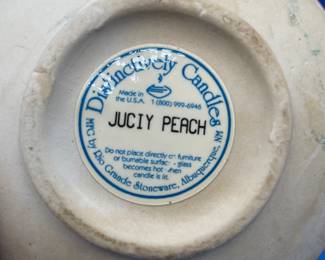 Distinctively Candles
Made in
the U.S.A. 1 (800) 999-6946
JUCIY PEACH
Do not place directly on furniture
or burnable surface - glass
becomes hot when
candle is lit.
MFG by Rio Grande Stoneware, Albuquerque, NM